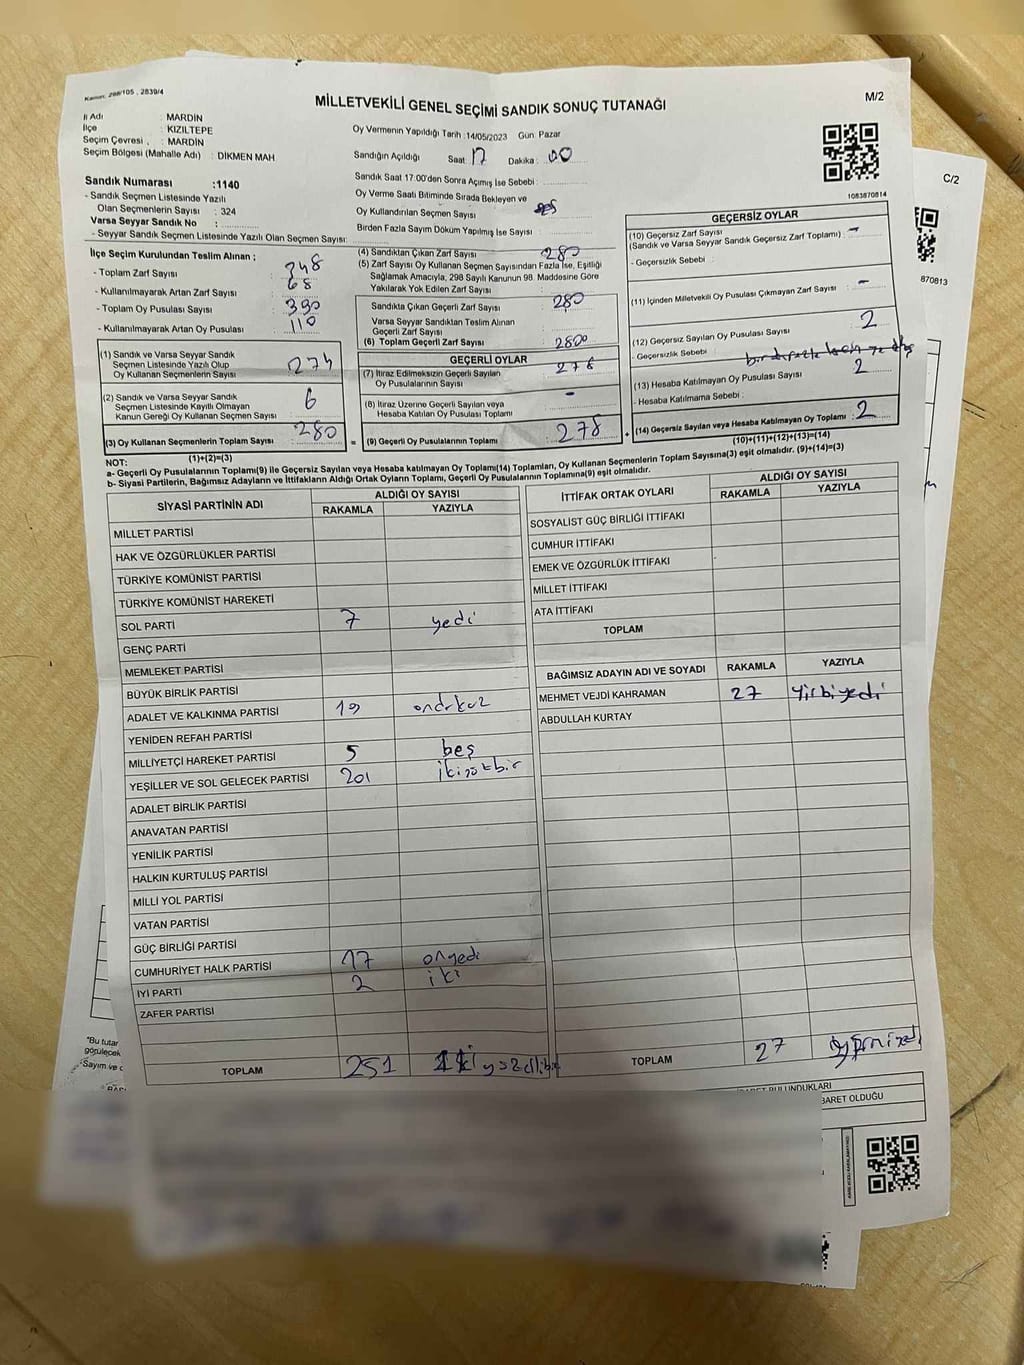 Kanun: 298/105 , 2839/4
MİLLETVEKİLİ GENEL SEÇİMİ SANDIK SONUÇ TUTANAĞI
M/2
İl Adı : MARDİN
İlçe : KIZILTEPE
Seçim Çevresi : MARDİN
Seçim Bölgesi (Mahalle Adı) : DİKMEN MAH
Oy Vermenin Yapıldığı Tarih :14/05/2023 Gün: Pazar
Sandığın Açıldığı Saat 17 Dakika : 00
Sandık Saat 17:00'den Sonra Açımış İse Sebebi :
Oy Verme Saati Bitiminde Sırada Bekleyen ve
Oy Kullandırılan Seçmen Sayısı
Birden Fazla Sayım Döküm Yapılmış İse Sayısı :
1083870814
C/2
870813
Sandık Numarası :1140
- Sandık Seçmen Listesinde Yazılı
Olan Seçmenlerin Sayısı : 324
Varsa Seyyar Sandık No :
- Seyyar Sandık Seçmen Listesinde Yazılı Olan Seçmen Sayısı:
İlçe Seçim Kurulundan Teslim Alınan ;
- Toplam Zarf Sayısı : 348
- Kullanılmayarak Artan Zarf Sayısı : 68
- Toplam Oy Pusulası Sayısı : 390
- Kullanılmayarak Artan Oy Pusulası : 110
(1) Sandık ve Varsa Seyyar Sandık
Seçmen Listesinde Yazılı Olup
Oy Kullanan Seçmenlerin Sayısı : 274
(2) Sandık ve Varsa Seyyar Sandık
Seçmen Listesinde Kayıtlı Olmayan
Kanun Gereği Oy Kullanan Seçmen Sayısı : 6
(3) Oy Kullanan Seçmenlerin Toplam Sayısı : 280
(1)+(2)=(3)
(4) Sandıktan Çıkan Zarf Sayısı : 280
(5) Zarf Sayısı Oy Kullanan Seçmen Sayısından Fazla İse, Eşitliği
Sağlamak Amacıyla, 298 Sayılı Kanunun 98. Maddesine Göre
Yakılarak Yok Edilen Zarf Sayısı :
Sandıkta Çıkan Geçerli Zarf Sayısı : 280
Varsa Seyyar Sandıktan Teslim Alınan
Geçerli Zarf Sayısı :
(6) Toplam Geçerli Zarf Sayısı : 2800
GEÇERLİ OYLAR
(7) İtiraz Edilmeksizin Geçerli Sayılan
Oy Pusulalarının Sayısı : 278
(8) İtiraz Üzerine Geçerli Sayılan veya
Hesaba Katılan Oy Pusulası Toplamı : -
= (9) Geçerli Oy Pusulalarının Toplamı : 278 +
GEÇERSİZ OYLAR
(10) Geçersiz Zarf Sayısı
(Sandık ve Varsa Seyyar Sandık Geçersiz Zarf Toplamı) : -
- Geçersizlik Sebebi :
(11) İçinden Milletvekili Oy Pusulası Çıkmayan Zarf Sayısı : -
(12) Geçersiz Sayılan Oy Pusulası Sayısı : 2
- Geçersizlik Sebebi :
(13) Hesaba Katılmayan Oy Pusulası Sayısı : 2
- Hesaba Katılmama Sebebi :
(14) Geçersiz Sayılan veya Hesaba Katılmayan Oy Toplamı : 2
(10)+(11)+(12)+(13)=(14)
NOT:
a- Geçerli Oy Pusulalarının Toplamı(9) ile Geçersiz Sayılan veya Hesaba katılmayan Oy Toplamı(14) Toplamları, Oy Kullanan Seçmenlerin Toplam Sayısına(3) eşit olmalıdır. (9)+(14)=(3)
b- Siyasi Partilerin, Bağımsız Adayların ve İttifakların Aldığı Ortak Oyların Toplamı, Geçerli Oy Pusulalarının Toplamına(9) eşit olmalıdır.
SİYASİ PARTİNİN ADI
ALDIĞI OY SAYISI
RAKAMLA YAZIYLA
MİLLET PARTİSİ
HAK VE ÖZGÜRLÜKLER PARTİSİ
TÜRKİYE KOMÜNİST PARTİSİ
TÜRKİYE KOMÜNİST HAREKETİ
SOL PARTİ 7 yedi
GENÇ PARTİ
MEMLEKET PARTİSİ
BÜYÜK BİRLİK PARTİSİ
ADALET VE KALKINMA PARTİSİ 19 ondokuz
YENİDEN REFAH PARTİSİ
MİLLİYETÇİ HAREKET PARTİSİ 5 beş
YEŞİLLER VE SOL GELECEK PARTİSİ 201 ikiyüzbir
ADALET BİRLİK PARTİSİ
ANAVATAN PARTİSİ
YENİLİK PARTİSİ
HALKIN KURTULUŞ PARTİSİ
MİLLİ YOL PARTİSİ
VATAN PARTİSİ
GÜÇ BİRLİĞİ PARTİSİ
CUMHURİYET HALK PARTİSİ 17 onyedi
İYİ PARTİ 2 iki
ZAFER PARTİSİ
TOPLAM 251
İTTİFAK ORTAK OYLARI
ALDIĞI OY SAYISI
RAKAMLA YAZIYLA
SOSYALİST GÜÇ BİRLİĞİ İTTİFAKI
CUMHUR İTTİFAKI
EMEK VE ÖZGÜRLÜK İTTİFAKI
MİLLET İTTİFAKI
ATA İTTİFAKI
TOPLAM
BAĞIMSIZ ADAYIN ADI VE SOYADI RAKAMLA YAZIYLA
MEHMET VEJDİ KAHRAMAN 27 yirbiyedi
ABDULLAH KURTAY
TOPLAM 27
*Bu tutar
görülecek
*Sayım ve
BULUNDUKLARI
BARET OLDUĞU